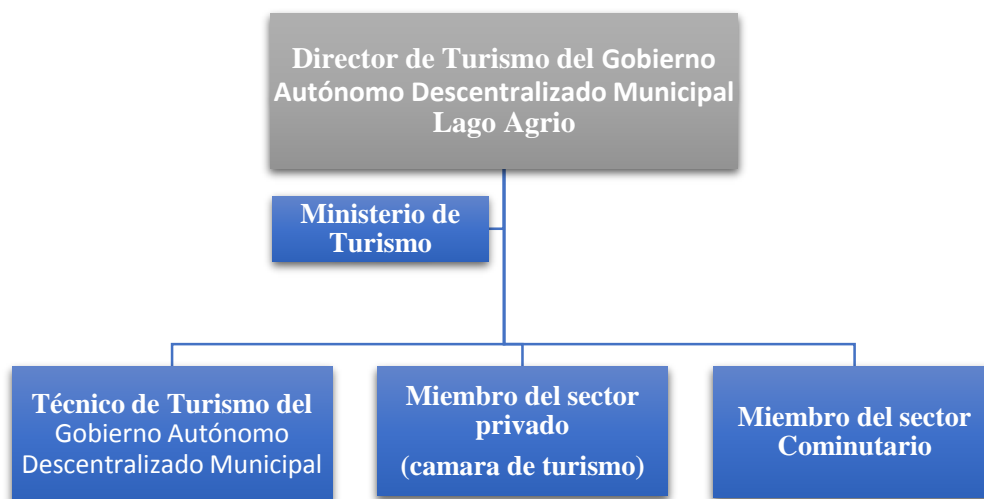 Director de Turismo del Gobierno
Autónomo Descentralizado Municipal
Lago Agrio
Ministerio de
Turismo
Técnico de Turismo del
Gobierno Autónomo
Descentralizado Municipal
Miembro del sector
privado
(camara de turismo)
Miembro del sector
Cominutario